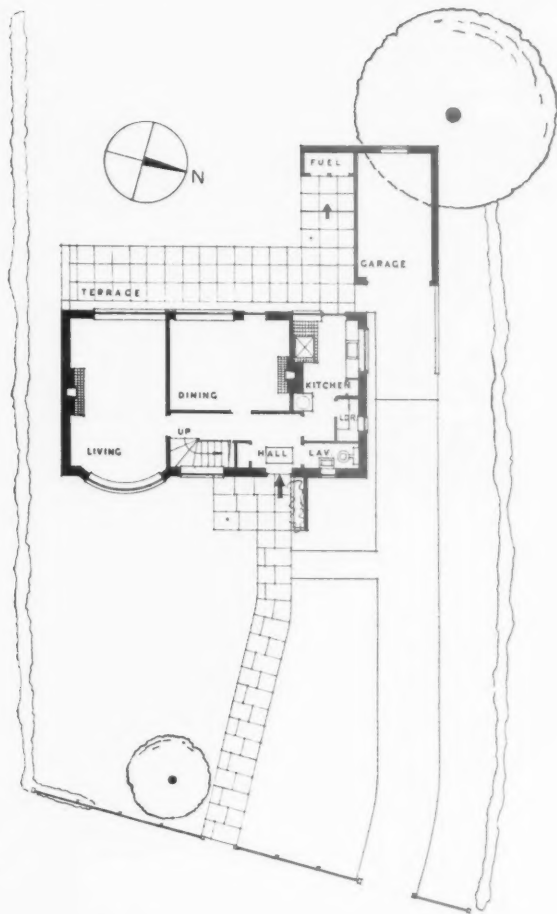 FUEL
N
GARAGE
TERRACE
KITCHEN
DINING
LDR
UP
HALL
LAV.
LIVING